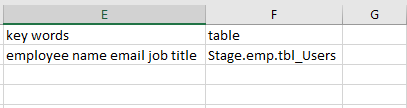 E F G
key words table
employee name email job title Stage.emp.tbl_Users